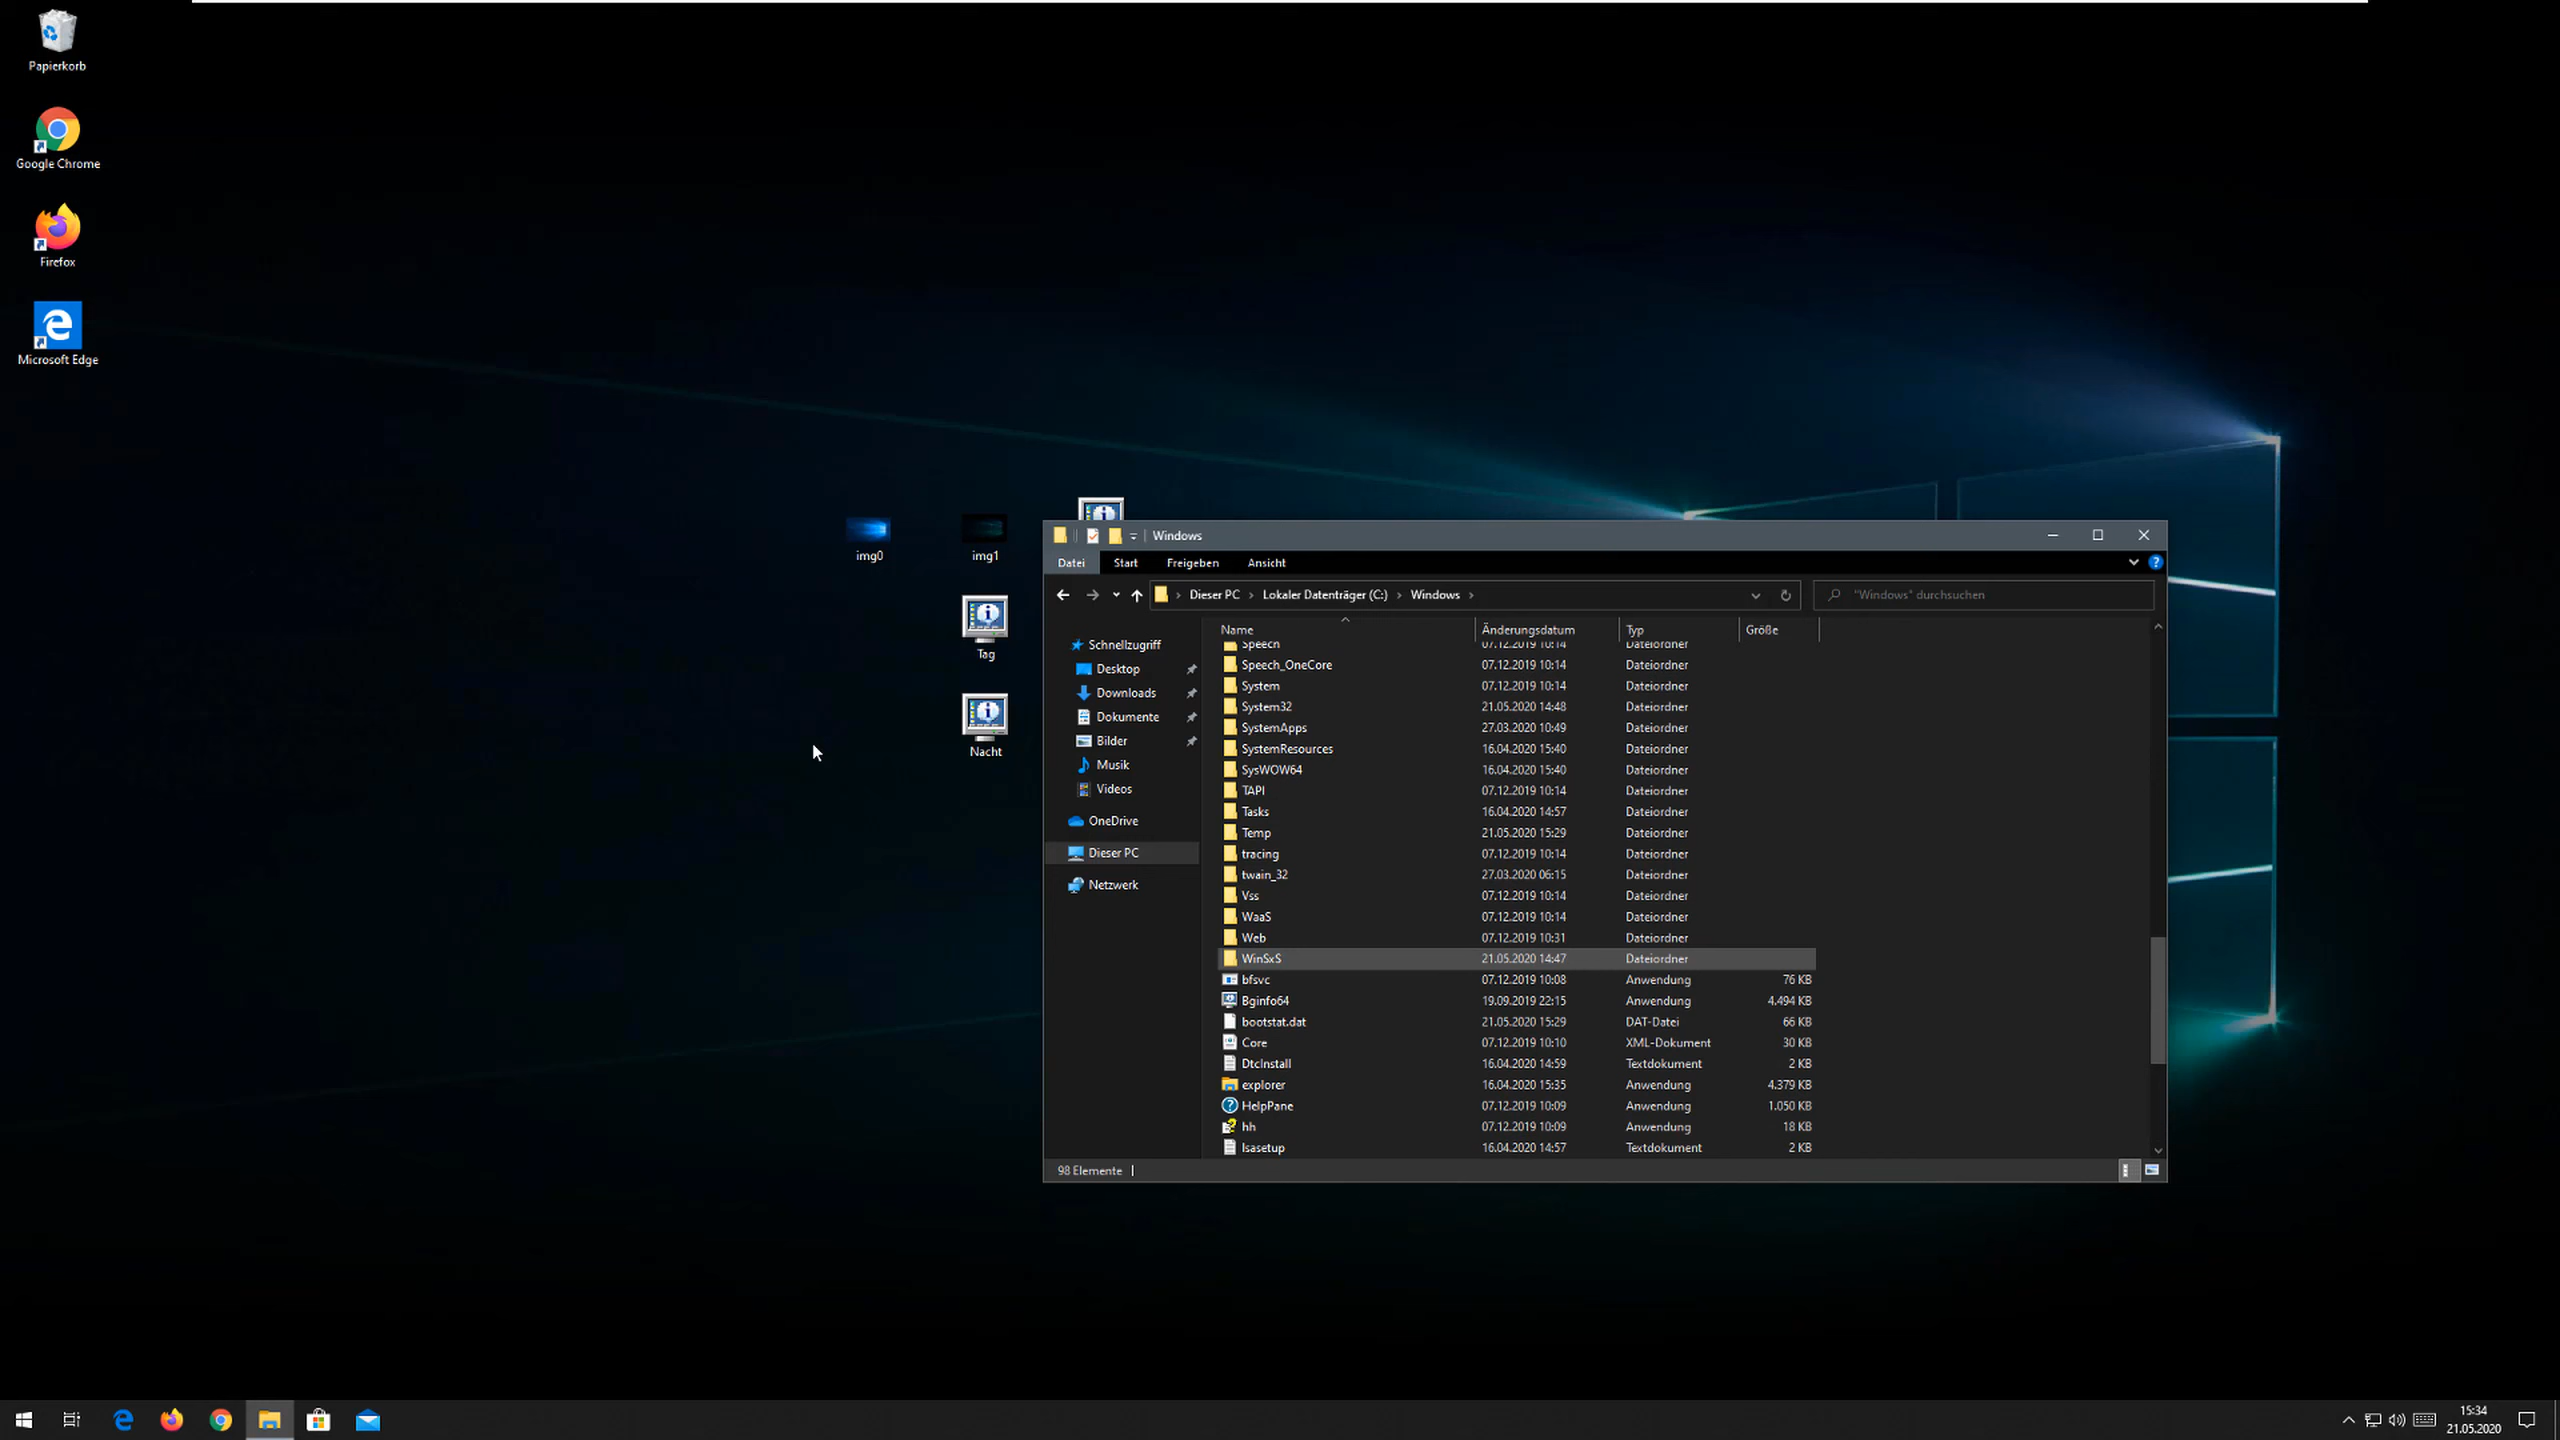 Papierkorb
Google Chrome
Firefox
Microsoft Edge
img0
img1
Tag
Nacht
Windows
Datei Start Freigeben Ansicht
Dieser PC Lokaler Datenträger (C:) Windows
"Windows" durchsuchen
Schnellzugriff
Desktop
Downloads
Dokumente
Bilder
Musik
Videos
OneDrive
Dieser PC
Netzwerk
Name Änderungsdatum Typ Größe
Speech 07.12.2019 10:14 Dateiordner
Speech_OneCore 07.12.2019 10:14 Dateiordner
System 07.12.2019 10:14 Dateiordner
System32 21.05.2020 14:48 Dateiordner
SystemApps 27.03.2020 10:49 Dateiordner
SystemResources 16.04.2020 15:40 Dateiordner
SysWOW64 16.04.2020 15:40 Dateiordner
TAPI 07.12.2019 10:14 Dateiordner
Tasks 16.04.2020 14:57 Dateiordner
Temp 21.05.2020 15:29 Dateiordner
tracing 07.12.2019 10:14 Dateiordner
twain_32 27.03.2020 06:15 Dateiordner
Vss 07.12.2019 10:14 Dateiordner
WaaS 07.12.2019 10:14 Dateiordner
Web 07.12.2019 10:31 Dateiordner
WinSxS 21.05.2020 14:47 Dateiordner
bfsvc 07.12.2019 10:08 Anwendung 76 KB
Bginfo64 19.09.2019 22:15 Anwendung 4.494 KB
bootstat.dat 21.05.2020 15:29 DAT-Datei 66 KB
Core 07.12.2019 10:10 XML-Dokument 30 KB
DtcInstall 16.04.2020 14:59 Textdokument 2 KB
explorer 16.04.2020 15:35 Anwendung 4.379 KB
HelpPane 07.12.2019 10:09 Anwendung 1.050 KB
hh 07.12.2019 10:09 Anwendung 18 KB
lsasetup 16.04.2020 14:57 Textdokument 2 KB
98 Elemente
15:34
21.05.2020